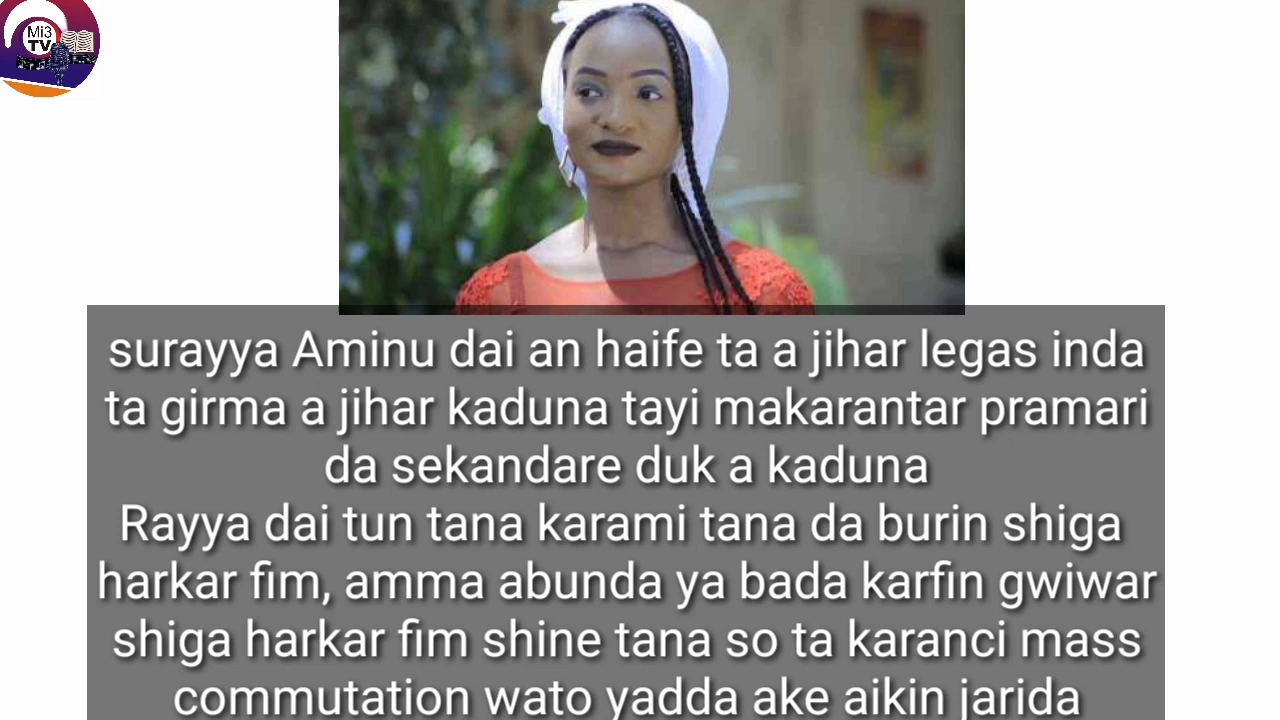 Mi3
TV
surayya Aminu dai an haife ta a jihar legas inda
ta girma a jihar kaduna tayi makarantar pramari
da sekandare duk a kaduna
Rayya dai tun tana karami tana da burin shiga
harkar fim, amma abunda ya bada karfin gwiwar
shiga harkar fim shine tana so ta karanci mass
commutation wato yadda ake aikin jarida